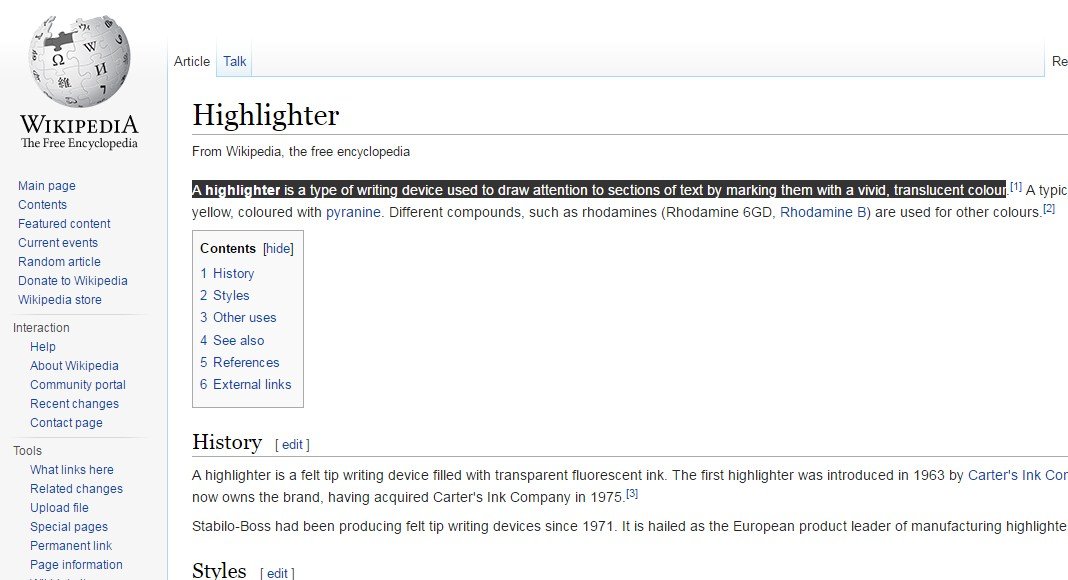 WIKIPEDIA
The Free Encyclopedia
Main page
Contents
Featured content
Current events
Random article
Donate to Wikipedia
Wikipedia store
Interaction
Help
About Wikipedia
Community portal
Recent changes
Contact page
Tools
What links here
Related changes
Upload file
Special pages
Permanent link
Page information
Article Talk
Highlighter
From Wikipedia, the free encyclopedia
A highlighter is a type of writing device used to draw attention to sections of text by marking them with a vivid, translucent colour.[1] A
yellow, coloured with pyranine. Different compounds, such as rhodamines (Rhodamine 6GD, Rhodamine B) are used for other colours.[2]
Contents [hide]
1 History
2 Styles
3 Other uses
4 See also
5 References
6 External links
History [ edit ]
A highlighter is a felt tip writing device filled with transparent fluorescent ink. The first highlighter was introduced in 1963 by Carter's Ink
now owns the brand, having acquired Carter's Ink Company in 1975.[3]
Stabilo-Boss had been producing felt tip writing devices since 1971. It is hailed as the European product leader of manufacturing
Styles [ edit ]